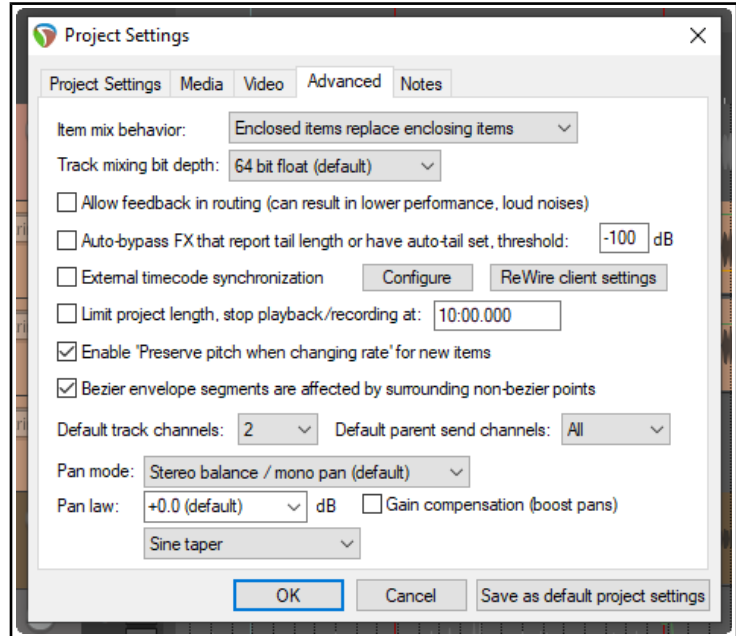 Project Settings
Project Settings Media Video Advanced Notes
Item mix behavior: Enclosed items replace enclosing items
Track mixing bit depth: 64 bit float (default)
Allow feedback in routing (can result in lower performance, loud noises)
Auto-bypass FX that report tail length or have auto-tail set, threshold: -100 dB
External timecode synchronization Configure ReWire client settings
Limit project length, stop playback/recording at: 10:00.000
Enable "Preserve pitch when changing rate" for new items
Bezier envelope segments are affected by surrounding non-bezier points
Default track channels: 2 Default parent send channels: All
Pan mode: Stereo balance / mono pan (default)
Pan law: +0.0 (default) dB Gain compensation (boost pans)
Sine taper
OK Cancel Save as default project settings